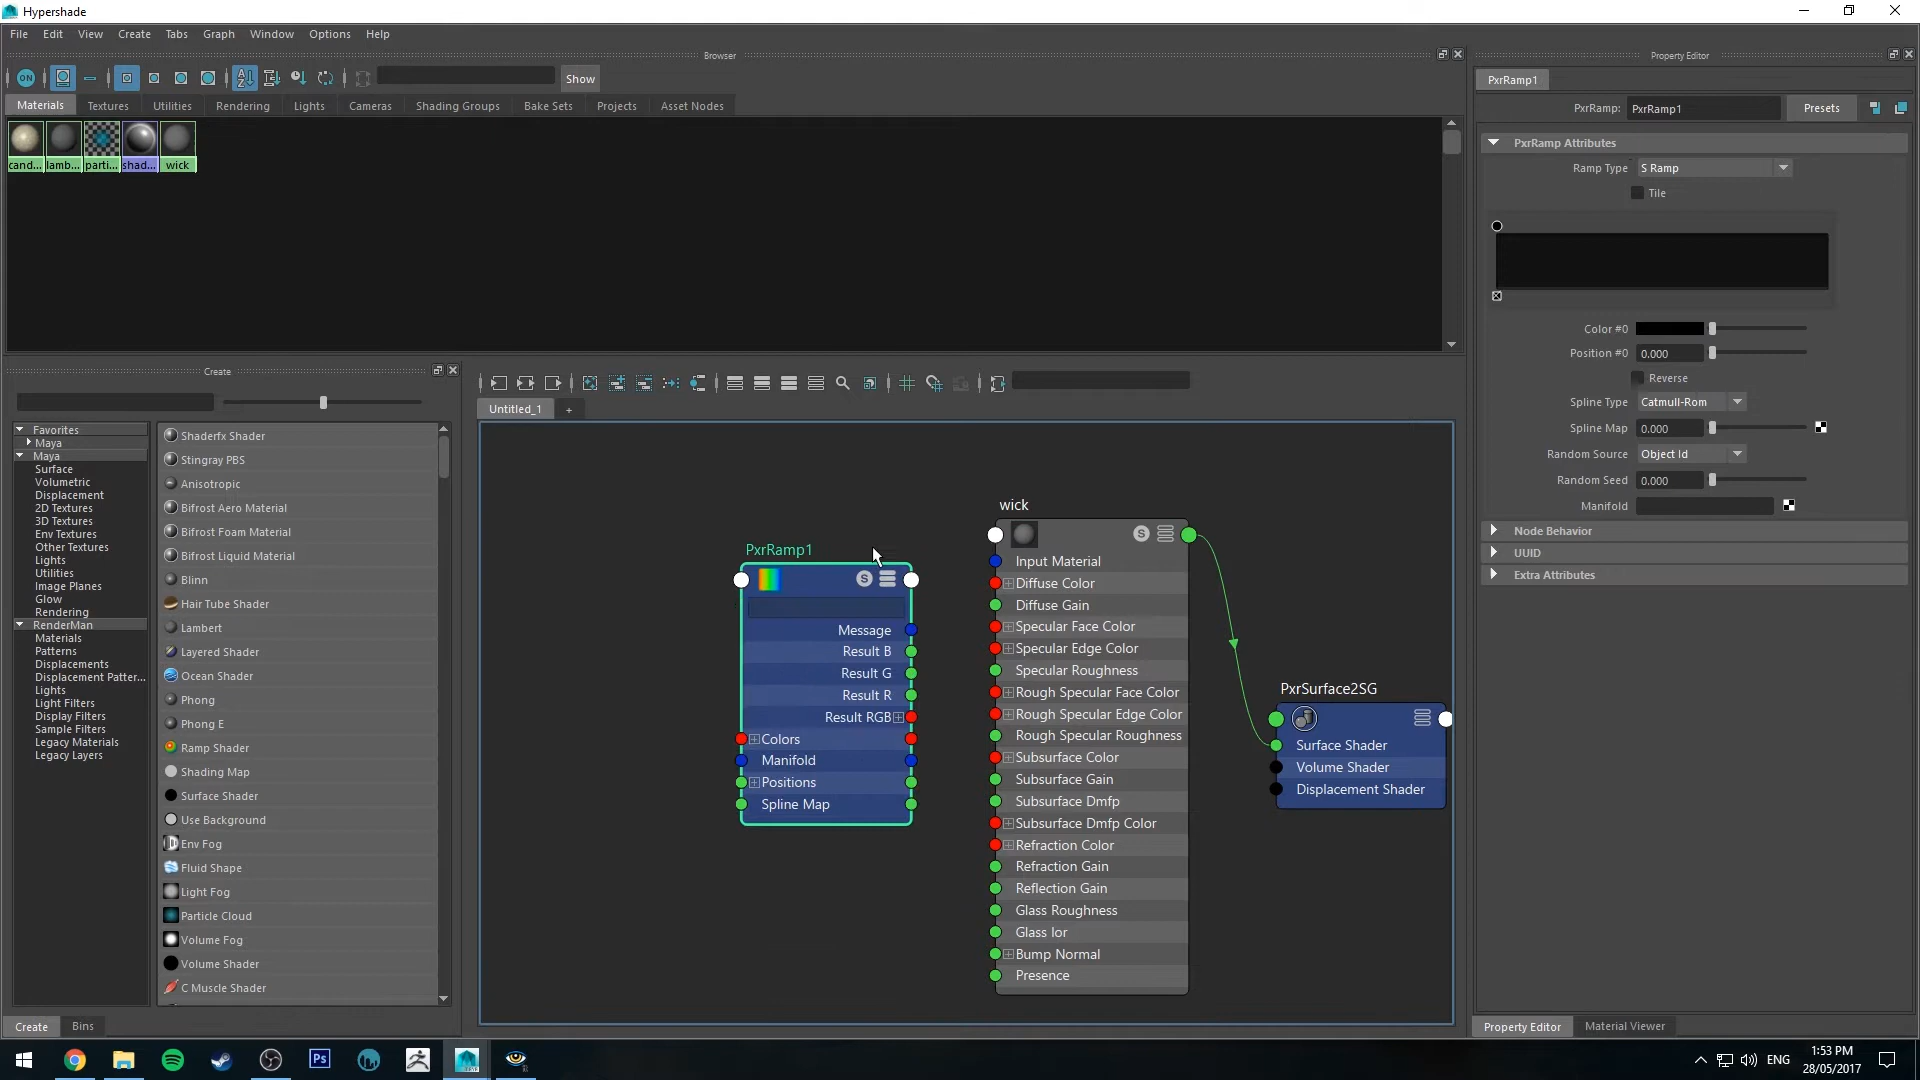 Hypershade
File Edit View Create Tabs Graph Window Options Help
Browser
ON Show
Materials Textures Utilities Rendering Lights Cameras Shading Groups Bake Sets Projects Asset Nodes
cand... lamb... parti... shad... wick
Create
Favorites
Maya
Maya
Surface
Volumetric
Displacement
2D Textures
3D Textures
Env Textures
Other Textures
Lights
Utilities
Image Planes
Glow
Rendering
RenderMan
Materials
Patterns
Displacements
Displacement Patter...
Lights
Light Filters
Display Filters
Sample Filters
Legacy Materials
Legacy Layers
Shaderfx Shader
Stingray PBS
Anisotropic
Bifrost Aero Material
Bifrost Foam Material
Bifrost Liquid Material
Blinn
Hair Tube Shader
Lambert
Layered Shader
Ocean Shader
Phong
Phong E
Ramp Shader
Shading Map
Surface Shader
Use Background
Env Fog
Fluid Shape
Light Fog
Particle Cloud
Volume Fog
Volume Shader
C Muscle Shader
Create Bins
Untitled_1 +
PxrRamp1
S
Message
Result B
Result G
Result R
Result RGB
Colors
Manifold
Positions
Spline Map
wick
S
Input Material
Diffuse Color
Diffuse Gain
Specular Face Color
Specular Edge Color
Specular Roughness
Rough Specular Face Color
Rough Specular Edge Color
Rough Specular Roughness
Subsurface Color
Subsurface Gain
Subsurface Dmfp
Subsurface Dmfp Color
Refraction Color
Refraction Gain
Reflection Gain
Glass Roughness
Glass Ior
Bump Normal
Presence
PxrSurface2SG
Surface Shader
Volume Shader
Displacement Shader
Property Editor
PxrRamp1
PxrRamp: PxrRamp1 Presets
PxrRamp Attributes
Ramp Type S Ramp
Tile
Color #0
Position #0 0.000
Reverse
Spline Type Catmull-Rom
Spline Map 0.000
Random Source Object Id
Random Seed 0.000
Manifold
Node Behavior
UUID
Extra Attributes
Property Editor Material Viewer
Ps
ENG
1:53 PM
28/05/2017